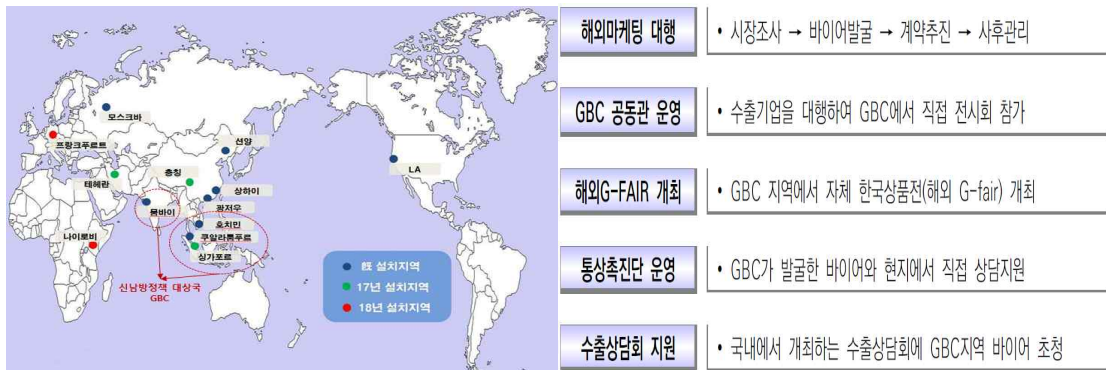 모스크바
프랑크푸르트
선양
테헤란
충칭
LA
상하이
광저우
뭄바이
호치민
나이로비
쿠알라룸푸르
싱가포르
신남방정책 대상국
GBC
旣 설치지역
17년 설치지역
18년 설치지역
해외마케팅 대행
• 시장조사 → 바이어발굴 → 계약추진 → 사후관리
GBC 공동관 운영
• 수출기업을 대행하여 GBC에서 직접 전시회 참가
해외G-FAIR 개최
• GBC 지역에서 자체 한국상품전(해외 G-fair) 개최
통상촉진단 운영
• GBC가 발굴한 바이어와 현지에서 직접 상담지원
수출상담회 지원
• 국내에서 개최하는 수출상담회에 GBC지역 바이어 초청